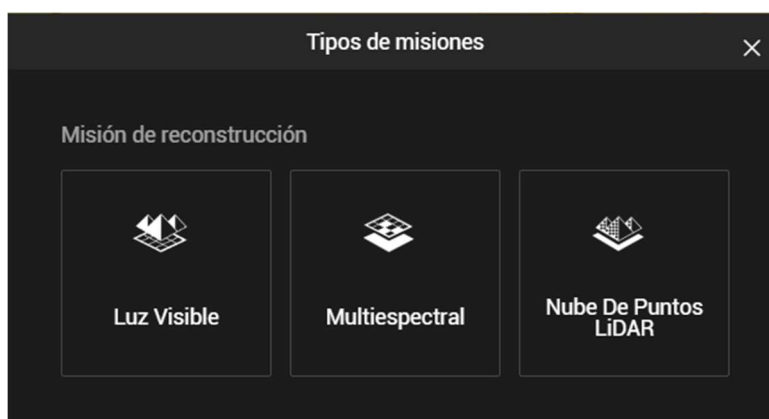 Tipos de misiones
Misión de reconstrucción
Luz Visible
Multiespectral
Nube De Puntos
LiDAR